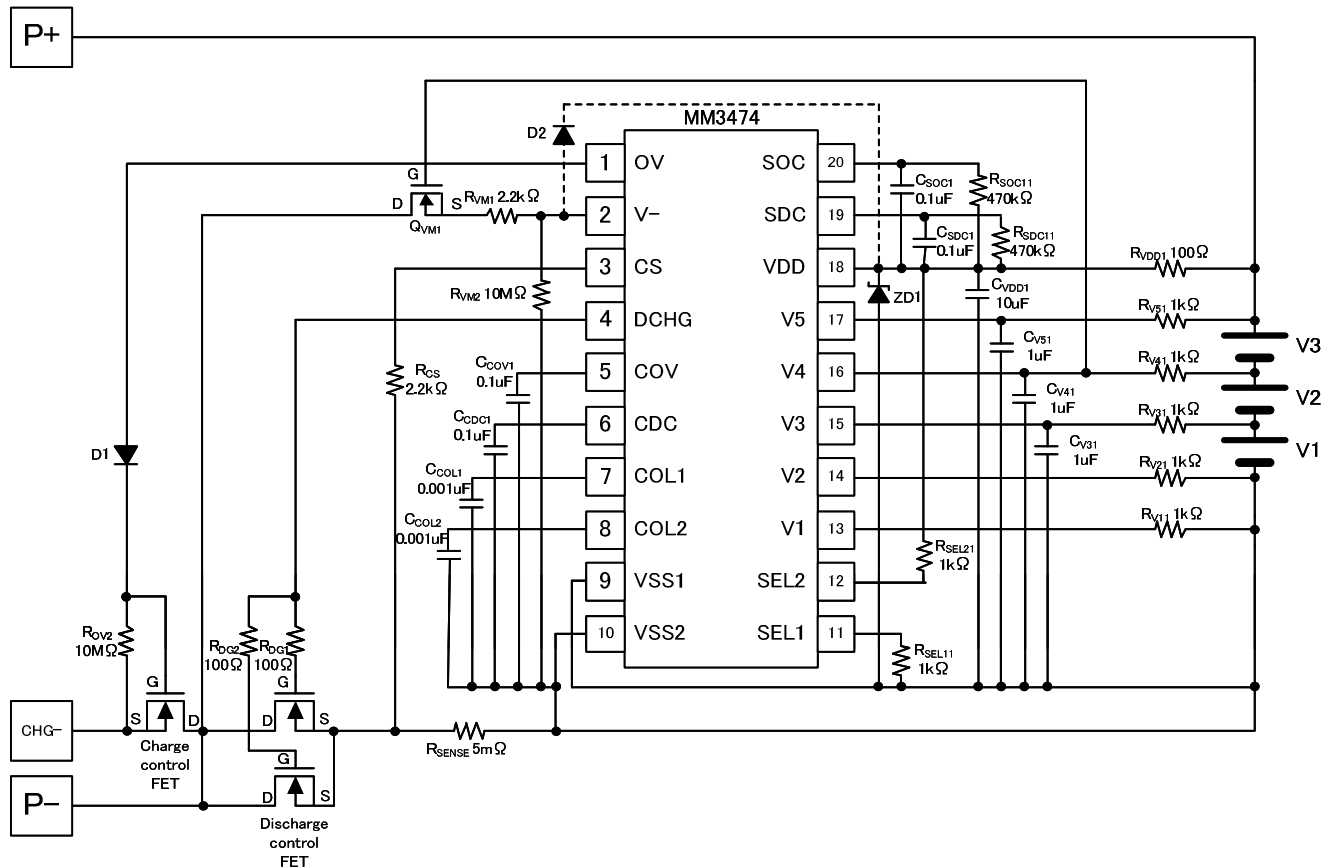 P+
MM3474
D2
1 OV
2 V-
3 CS
4 DCHG
5 COV
6 CDC
7 COL1
8 COL2
9 VSS1
10 VSS2
SOC 20
SDC 19
VDD 18
V5 17
V4 16
V3 15
V2 14
V1 13
SEL2 12
SEL1 11
G
D
S
QVM1
RVM1 2.2kΩ
RVM2 10MΩ
RCS
2.2kΩ
CCOV1
0.1uF
CCDC1
0.1uF
CCOL1
0.001uF
CCOL2
0.001uF
CSOC1
0.1uF
RSOC11
470kΩ
CSDC1
0.1uF
RSDC11
470kΩ
ZD1
CVDD1
10uF
RVDD1 100Ω
RV51 1kΩ
CV51
1uF
RV41 1kΩ
CV41
1uF
RV31 1kΩ
CV31
1uF
RV21 1kΩ
RV11 1kΩ
RSEL21
1kΩ
RSEL11
1kΩ
V3
V2
V1
D1
ROV2
10MΩ
RDG2
100Ω
RDG1
100Ω
G
S
D
Charge
control
FET
G
D
S
G
D
S
Discharge
control
FET
RSENSE 5mΩ
CHG-
P-